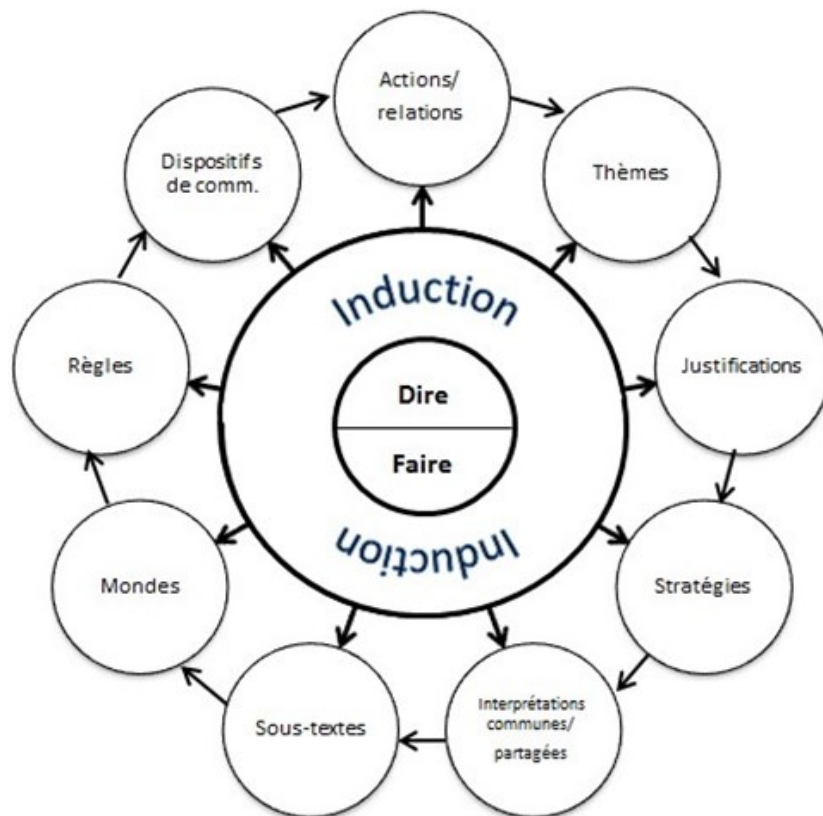 Actions/
relations
Thèmes
Justifications
Stratégies
Interprétations
communes/
partagées
Sous-textes
Mondes
Règles
Dispositifs
de comm.
Induction
Dire
Faire
Induction